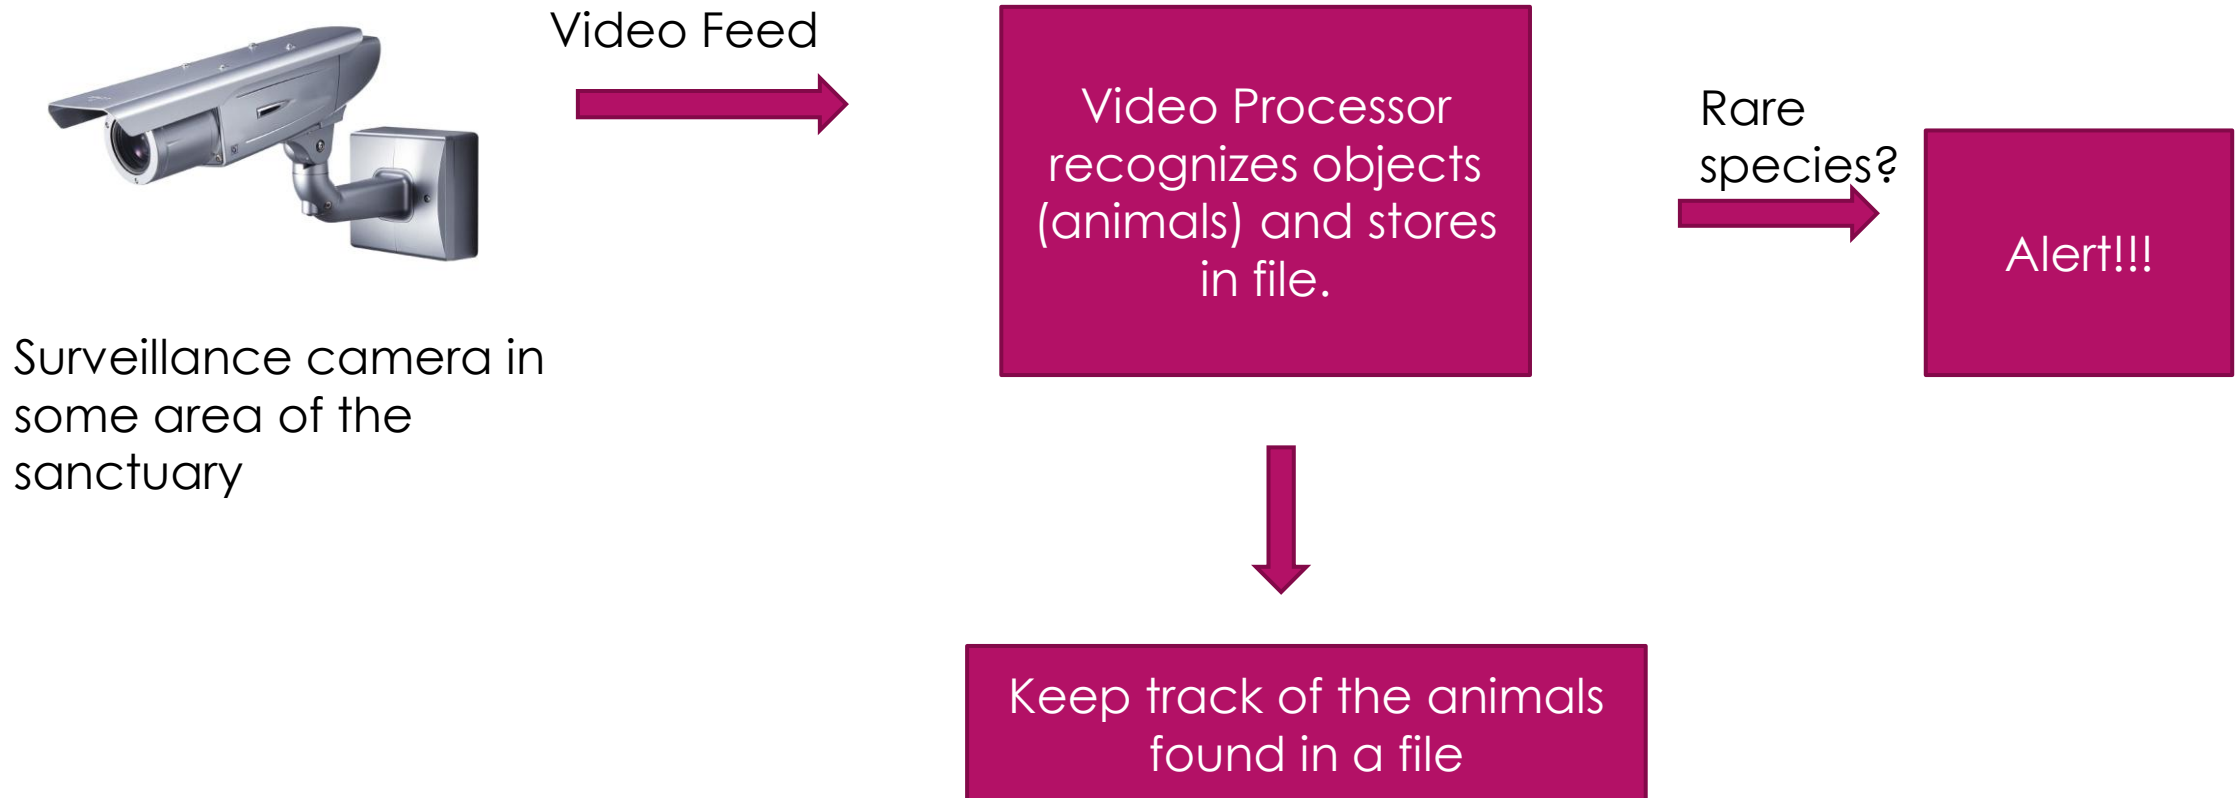 Video Feed
Surveillance camera in
some area of the
sanctuary
Video Processor
recognizes objects
(animals) and stores
in file.
Rare
species?
Alert!!!
Keep track of the animals
found in a file